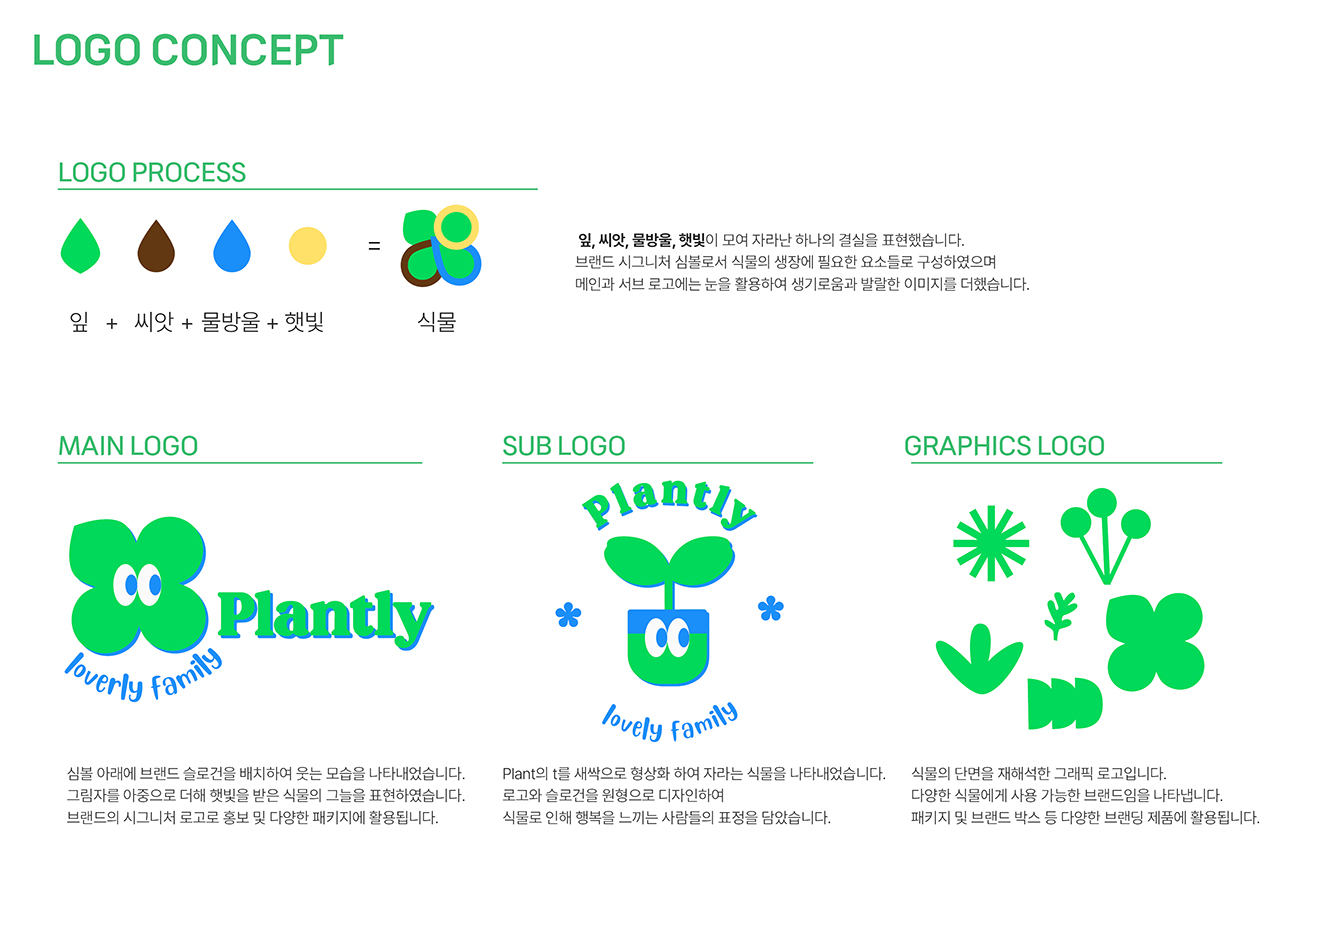 LOGO CONCEPT
LOGO PROCESS
=
잎 + 씨앗 + 물방울 + 햇빛
식물
잎, 씨앗, 물방울, 햇빛이 모여 자라난 하나의 결실을 표현했습니다.
브랜드 시그니처 심볼로서 식물의 생장에 필요한 요소들로 구성하였으며
메인과 서브 로고에는 눈을 활용하여 생기로움과 발랄한 이미지를 더했습니다.
MAIN LOGO
Plantly
loverly family
심볼 아래에 브랜드 슬로건을 배치하여 웃는 모습을 나타내었습니다.
그림자를 아중으로 더해 햇빛을 받은 식물의 그늘을 표현하였습니다.
브랜드의 시그니처 로고로 홍보 및 다양한 패키지에 활용됩니다.
SUB LOGO
Plantly
lovely family
Plant의 t를 새싹으로 형상화 하여 자라는 식물을 나타내었습니다.
로고와 슬로건을 원형으로 디자인하여
식물로 인해 행복을 느끼는 사람들의 표정을 담았습니다.
GRAPHICS LOGO
식물의 단면을 재해석한 그래픽 로고입니다.
다양한 식물에게 사용 가능한 브랜드임을 나타냅니다.
패키지 및 브랜드 박스 등 다양한 브랜딩 제품에 활용됩니다.